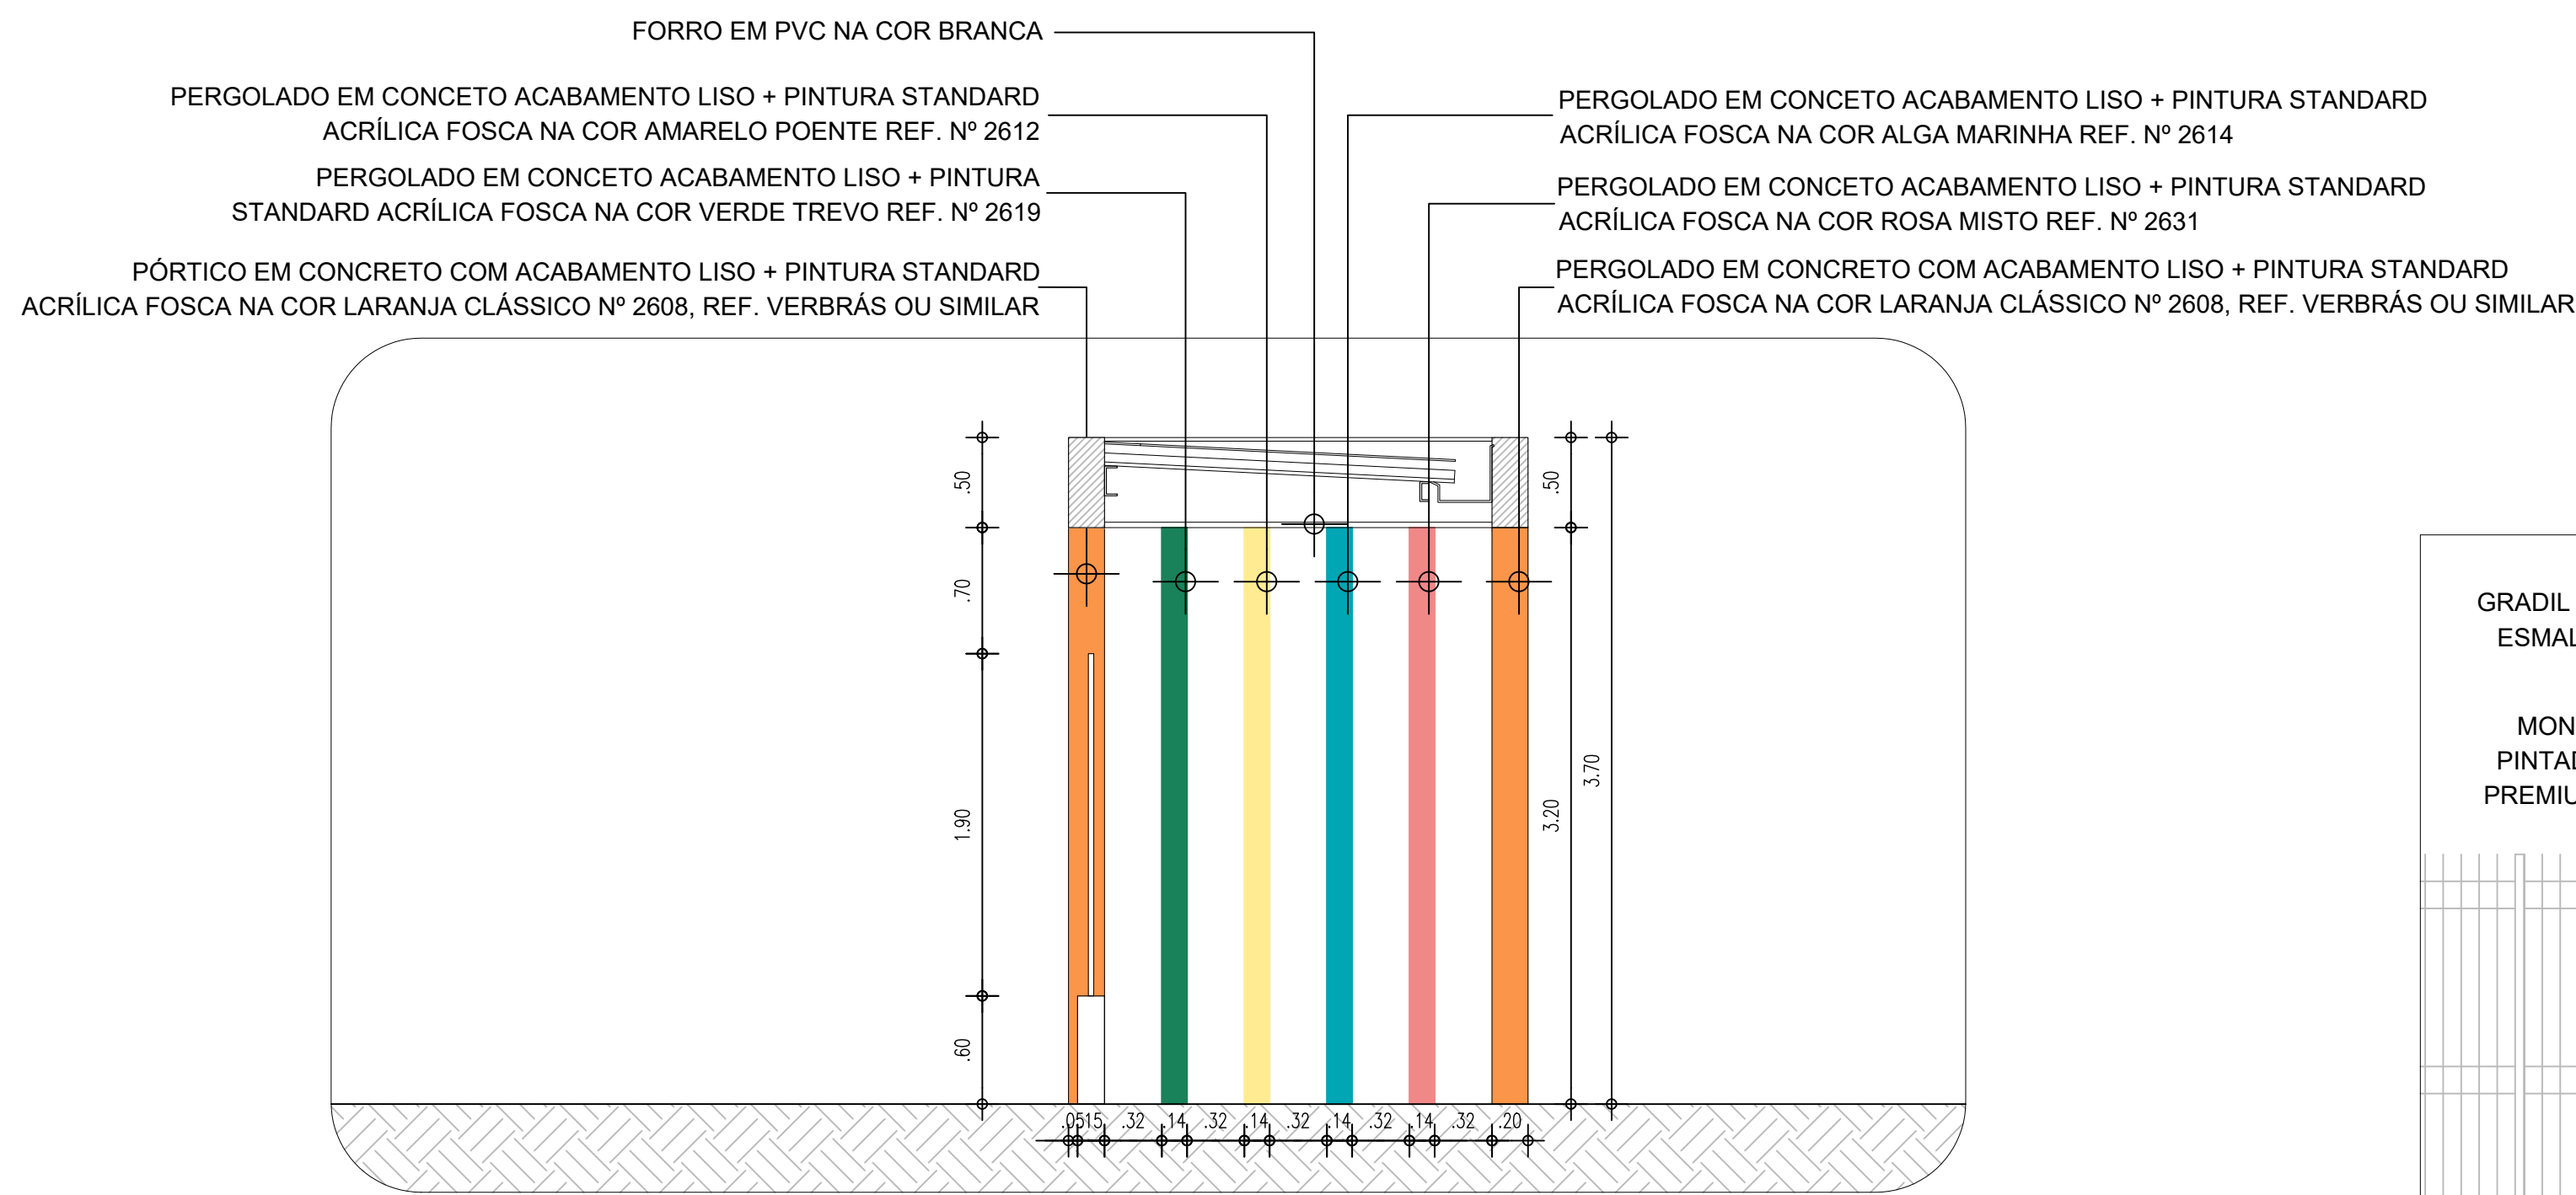 FORRO EM PVC NA COR BRANCA
PERGOLADO EM CONCETO ACABAMENTO LISO + PINTURA STANDARD
ACRÍLICA FOSCA NA COR AMARELO POENTE REF. Nº 2612
PERGOLADO EM CONCETO ACABAMENTO LISO + PINTURA
STANDARD ACRÍLICA FOSCA NA COR VERDE TREVO REF. Nº 2619
PÓRTICO EM CONCRETO COM ACABAMENTO LISO + PINTURA STANDARD
ACRÍLICA FOSCA NA COR LARANJA CLÁSSICO Nº 2608, REF. VERBRÁS OU SIMILAR
PERGOLADO EM CONCETO ACABAMENTO LISO + PINTURA STANDARD
ACRÍLICA FOSCA NA COR ALGA MARINHA REF. Nº 2614
PERGOLADO EM CONCETO ACABAMENTO LISO + PINTURA STANDARD
ACRÍLICA FOSCA NA COR ROSA MISTO REF. Nº 2631
PERGOLADO EM CONCRETO COM ACABAMENTO LISO + PINTURA STANDARD
ACRÍLICA FOSCA NA COR LARANJA CLÁSSICO Nº 2608, REF. VERBRÁS OU SIMILAR
.50
.70
1.90
.60
.50
3.20
3.70
.05 .15 .32 .14 .32 .14 .32 .14 .32 .14 .32 .20
GRADIL
ESMAL
MON
PINTAD
PREMIU